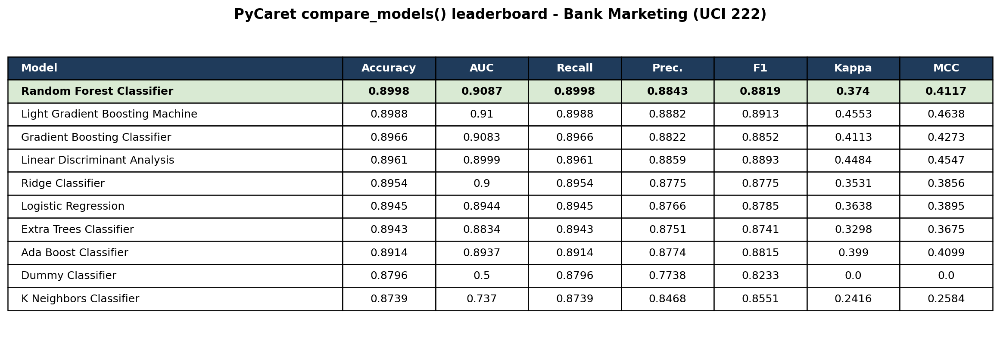 PyCaret compare_models() leaderboard - Bank Marketing (UCI 222)
Model Accuracy AUC Recall Prec. F1 Kappa MCC
Random Forest Classifier 0.8998 0.9087 0.8998 0.8843 0.8819 0.374 0.4117
Light Gradient Boosting Machine 0.8988 0.91 0.8988 0.8882 0.8913 0.4553 0.4638
Gradient Boosting Classifier 0.8966 0.9083 0.8966 0.8822 0.8852 0.4113 0.4273
Linear Discriminant Analysis 0.8961 0.8999 0.8961 0.8859 0.8893 0.4484 0.4547
Ridge Classifier 0.8954 0.9 0.8954 0.8775 0.8775 0.3531 0.3856
Logistic Regression 0.8945 0.8944 0.8945 0.8766 0.8785 0.3638 0.3895
Extra Trees Classifier 0.8943 0.8834 0.8943 0.8751 0.8741 0.3298 0.3675
Ada Boost Classifier 0.8914 0.8937 0.8914 0.8774 0.8815 0.399 0.4099
Dummy Classifier 0.8796 0.5 0.8796 0.7738 0.8233 0.0 0.0
K Neighbors Classifier 0.8739 0.737 0.8739 0.8468 0.8551 0.2416 0.2584